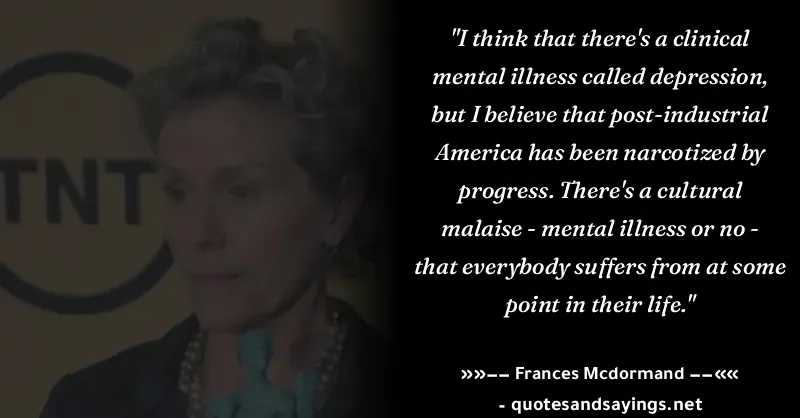 TNT
"I think that there's a clinical
mental illness called depression,
but I believe that post-industrial
America has been narcotized by
progress. There's a cultural
malaise - mental illness or no -
that everybody suffers from at some
point in their life."
»»−− Frances Mcdormand −−««
- quotesandsayings.net